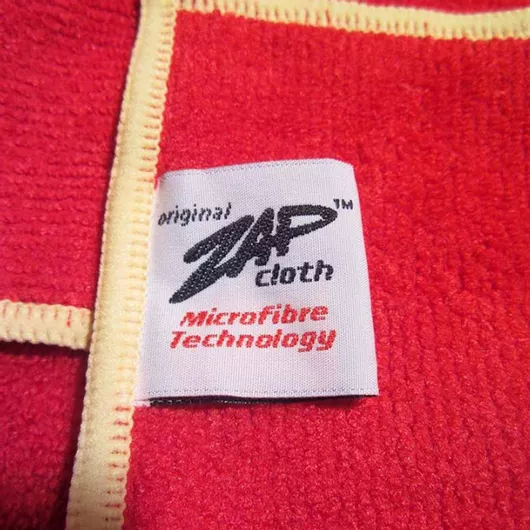 original ZAP™
cloth
Microfibre
Technology